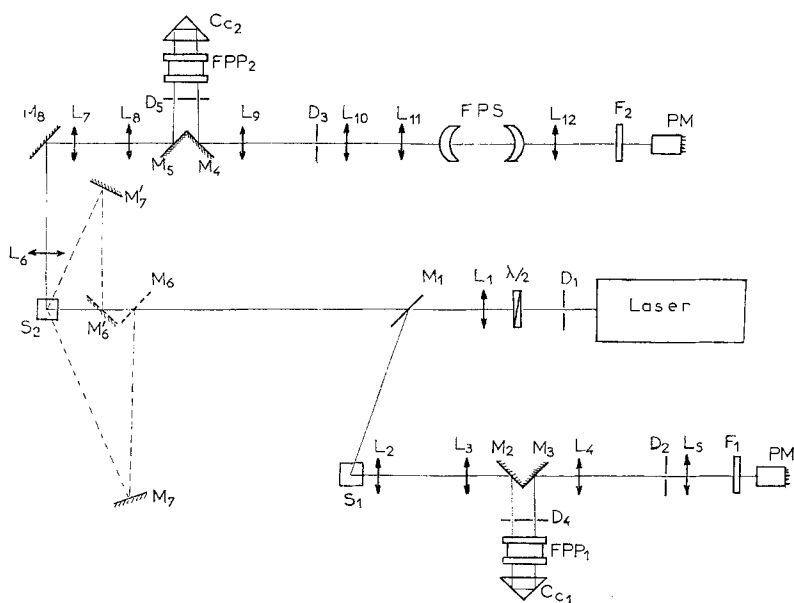 Cc2
FPP2
D5
M8 L7 L8 L9 D3 L10 L11 FPS L12 F2 PM
M5 M4
M7'
L6
M6
M1 L1 λ/2 D1
Laser
S2 M6'
L2 L3 M2 M3 L4 D2 L5 F1 PM
S1
M7
D4
FPP1
Cc1